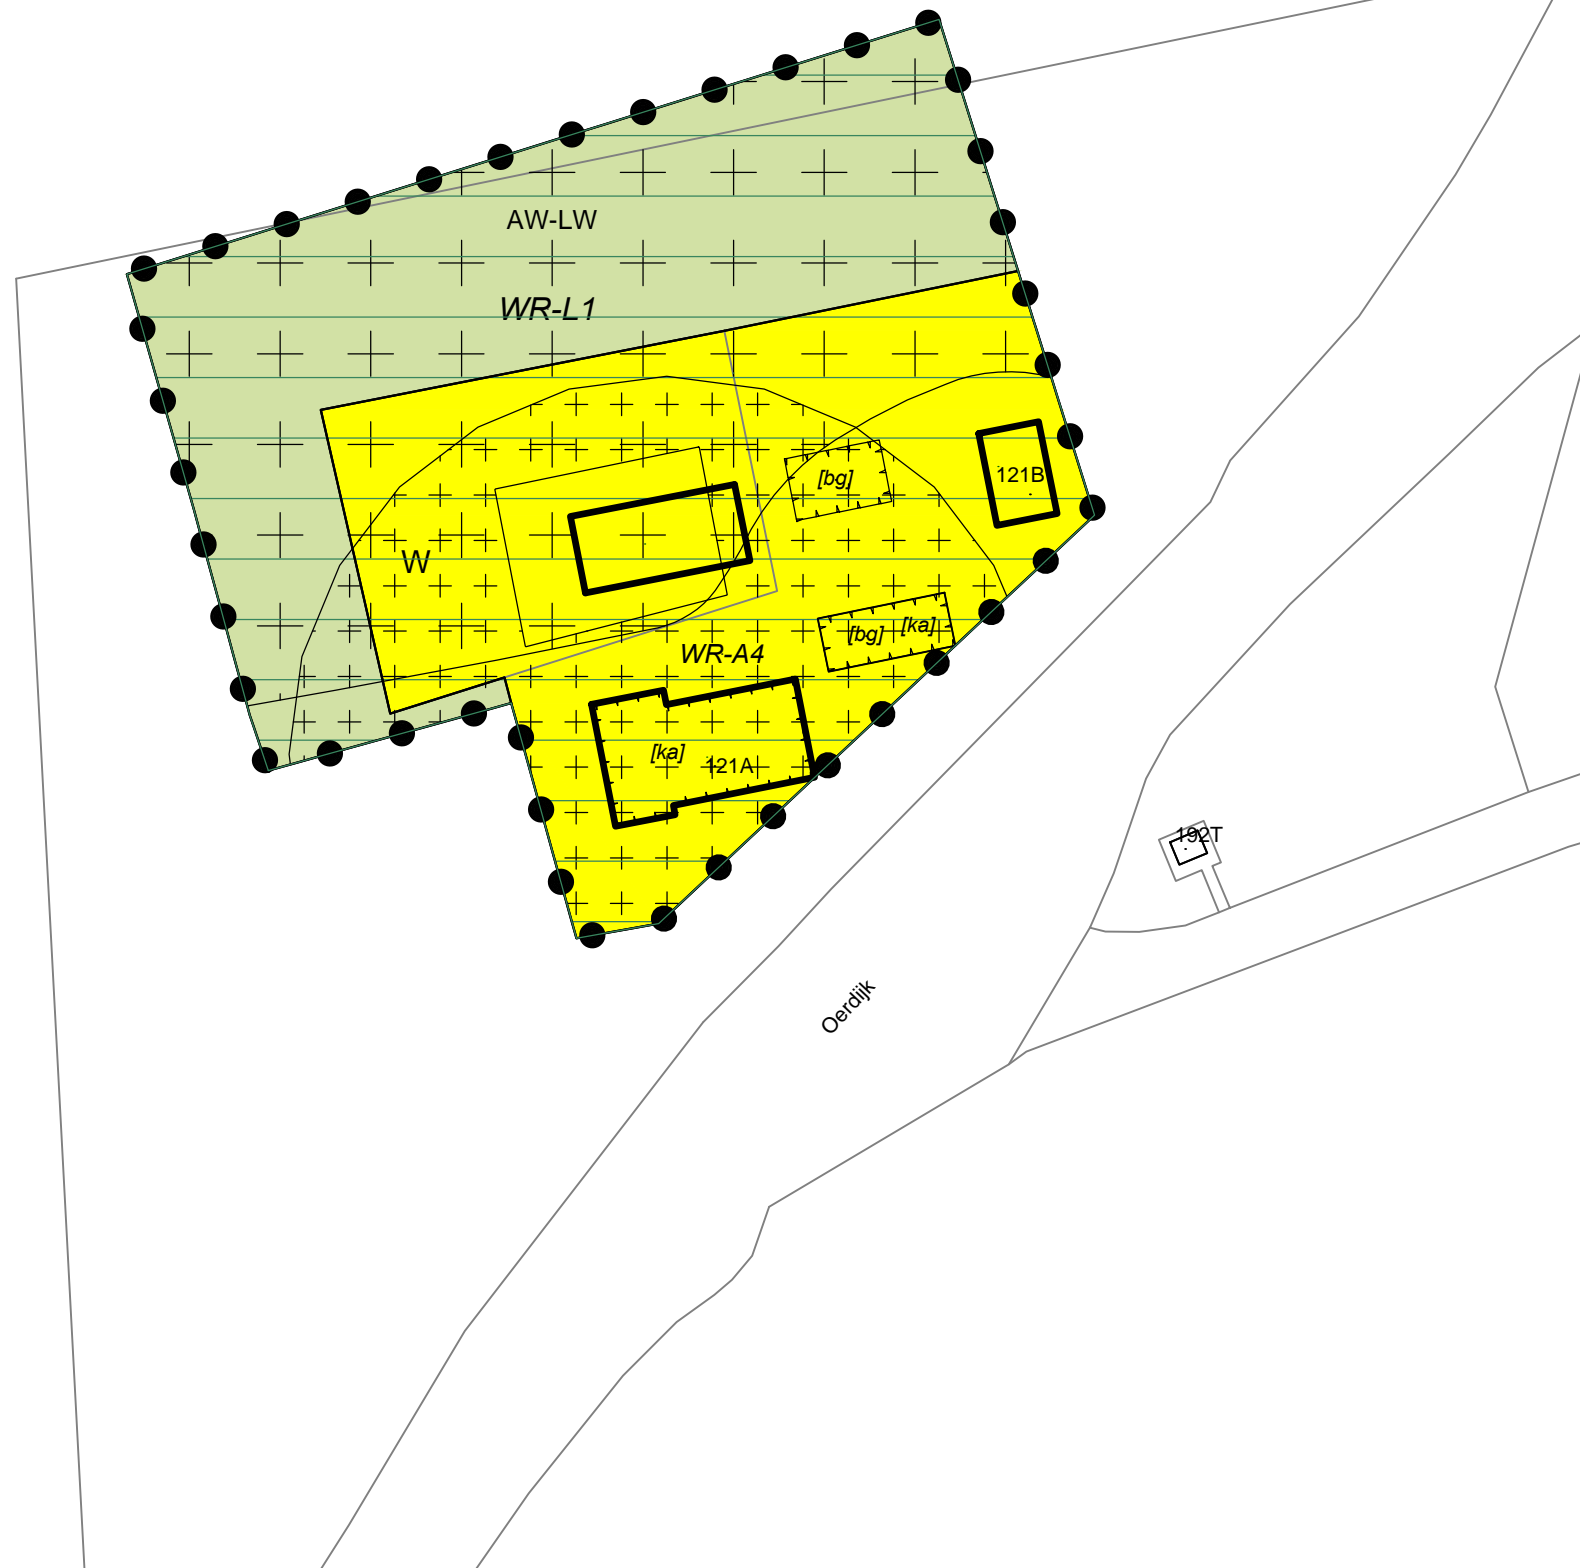 AW-LW
WR-L1
[bg]
121B
W
[bg]
[ka]
WR-A4
[ka]
121A
192T
Oerdijk